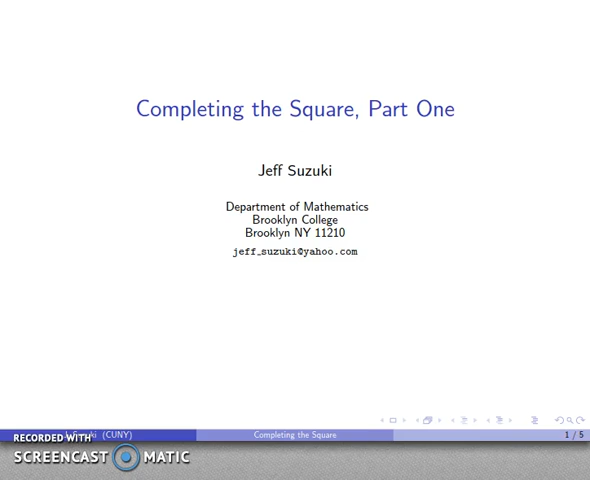 Completing the Square, Part One
Jeff Suzuki
Department of Mathematics
Brooklyn College
Brooklyn NY 11210
jeff_suzuki@yahoo.com
(CUNY)
Completing the Square
1 / 5
RECORDED WITH
SCREENCAST MATIC